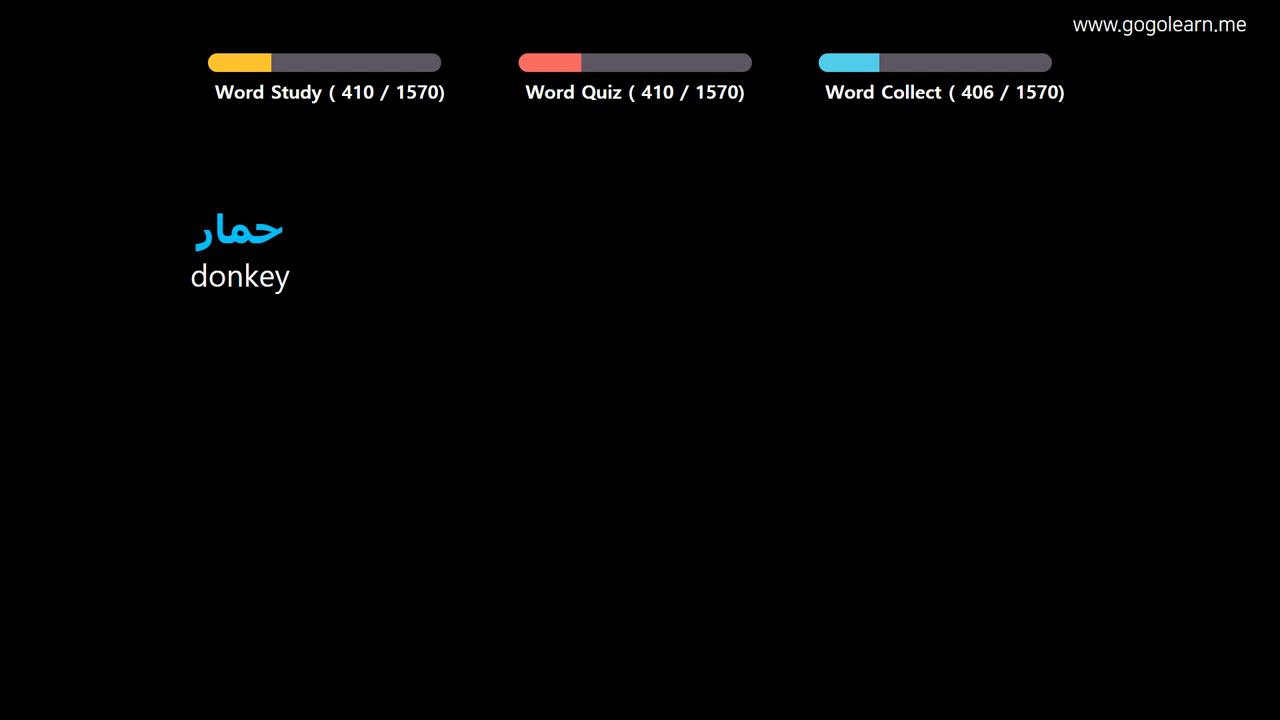 www.gogolearn.me
Word Study ( 410 / 1570)
Word Quiz ( 410 / 1570)
Word Collect ( 406 / 1570)
حمار
donkey